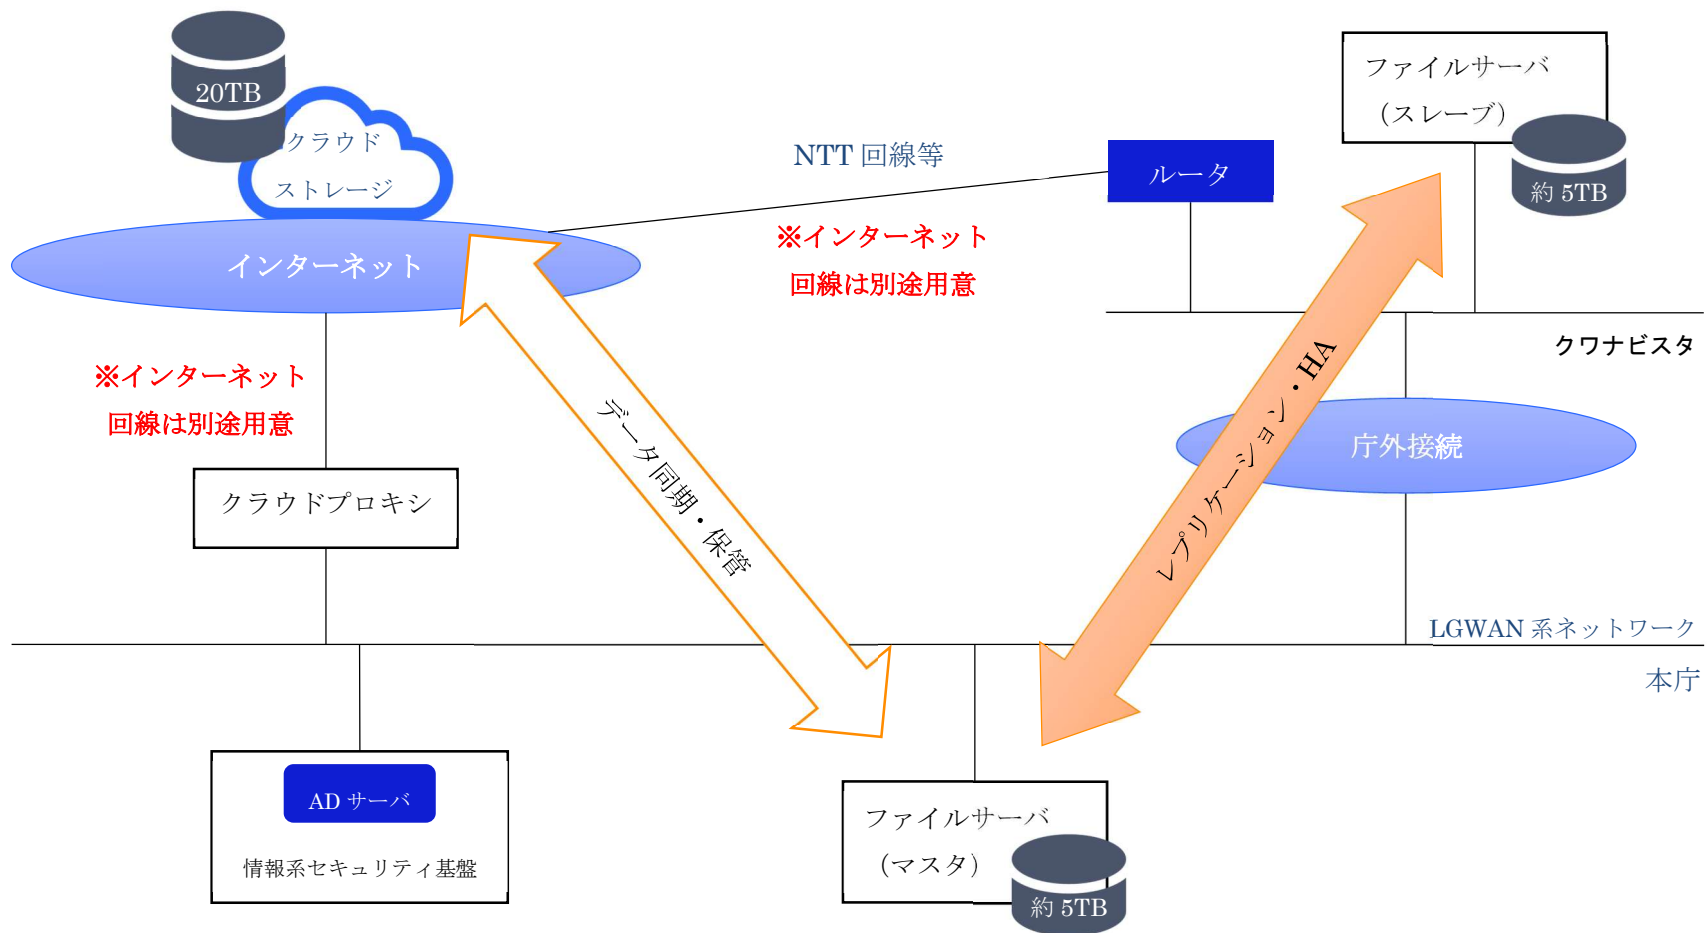 20TB
クラウド
ストレージ
インターネット
NTT 回線等
※インターネット
回線は別途用意
ルータ
ファイルサーバ
（スレーブ）
約 5TB
クワナビスタ
※インターネット
回線は別途用意
クラウドプロキシ
データ同期・保管
レプリケーション・HA
庁外接続
LGWAN 系ネットワーク
本庁
AD サーバ
情報系セキュリティ基盤
ファイルサーバ
（マスタ）
約 5TB